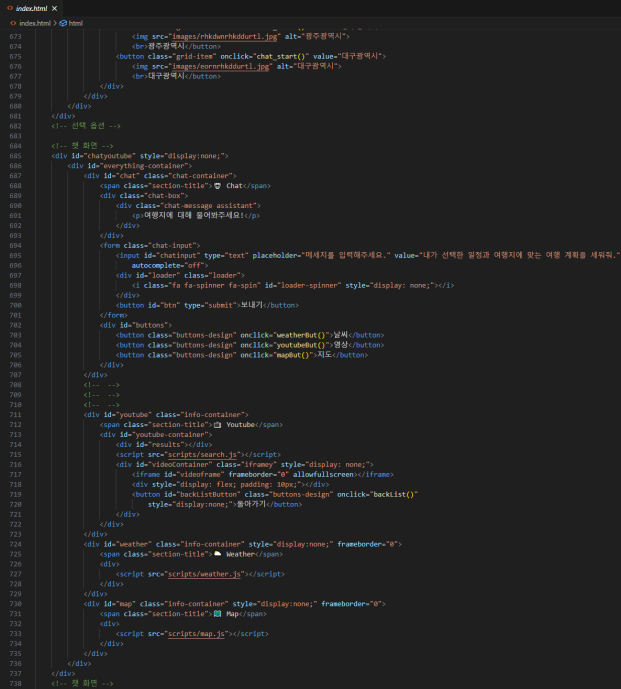 index.html ×
index.html > html
673 <img src="images/rhkdwnrhkddurtl.jpg" alt="광주광역시">
674 <br>광주광역시</button>
675 <button class="grid-item" onclick="chat_start()" value="대구광역시">
676 <img src="images/eornrhkddurtl.jpg" alt="대구광역시">
677 <br>대구광역시</button>
678 </div>
679 </div>
680 </div>
681 </div>
682 <!-- 선택 옵션 -->
683
684 <!-- 챗 화면 -->
685 <div id="chatyoutube" style="display:none;">
686 <div id="everything-container">
687 <div id="chat" class="chat-container">
688 <span class="section-title"> Chat</span>
689 <div class="chat-box">
690 <div class="chat-message assistant">
691 <p>여행지에 대해 물어봐주세요!</p>
692 </div>
693 </div>
694 <form class="chat-input">
695 <input id="chatinput" type="text" placeholder="메세지를 입력해주세요." value="내가 선택한 일정과 여행지에 맞는 여행 계획을 세워줘."
696 autocomplete="off">
697 <div id="loader" class="loader">
698 <i class="fa fa-spinner fa-spin" id="loader-spinner" style="display: none;"></i>
699 </div>
700 <button id="btn" type="submit">보내기</button>
701 </form>
702 <div id="buttons">
703 <button class="buttons-design" onclick="weatherBut()">날씨</button>
704 <button class="buttons-design" onclick="youtubeBut()">영상</button>
705 <button class="buttons-design" onclick="mapBut()">지도</button>
706 </div>
707 </div>
708 <!-- -->
709 <!-- -->
710 <!-- -->
711 <div id="youtube" class="info-container">
712 <span class="section-title"> Youtube</span>
713 <div id="youtube-container">
714 <div id="results"></div>
715 <script src="scripts/search.js"></script>
716 <div id="videoContainer" class="iframey" style="display: none;">
717 <iframe id="videoframe" frameborder="0" allowfullscreen></iframe>
718 <div style="display: flex; padding: 10px;"></div>
719 <button id="backListButton" class="buttons-design" onclick="backList()"
720 style="display:none;">돌아가기</button>
721 </div>
722 </div>
723 </div>
724 <div id="weather" class="info-container" style="display:none;" frameborder="0">
725 <span class="section-title"> Weather</span>
726 <div>
727 <script src="scripts/weather.js"></script>
728 </div>
729 </div>
730 <div id="map" class="info-container" style="display:none;" frameborder="0">
731 <span class="section-title"> Map</span>
732 <div>
733 <script src="scripts/map.js"></script>
734 </div>
735 </div>
736 </div>
737 </div>
738 <!-- 챗 화면 -->